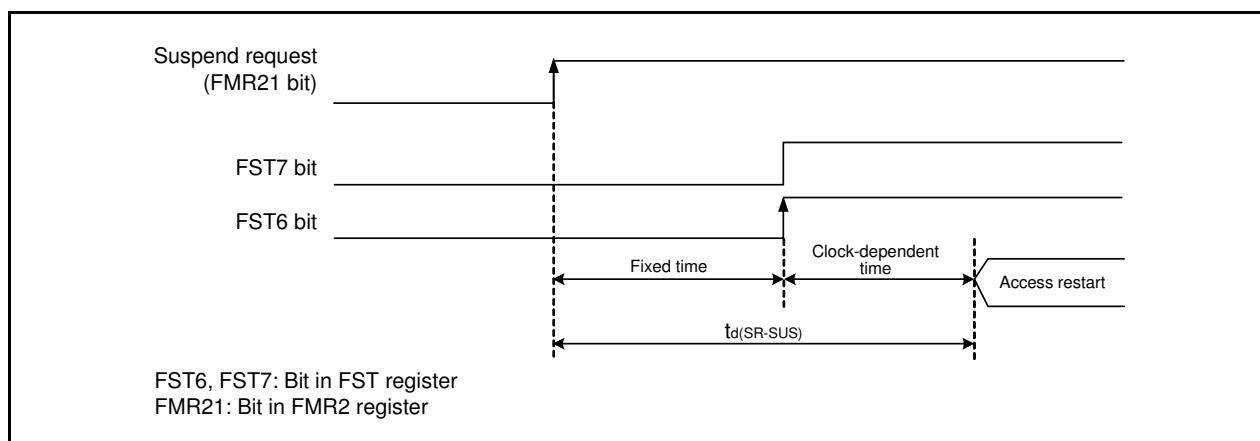 Suspend request
(FMR21 bit)
FST7 bit
FST6 bit
Fixed time
Clock-dependent
time
Access restart
td(SR-SUS)
FST6, FST7: Bit in FST register
FMR21: Bit in FMR2 register